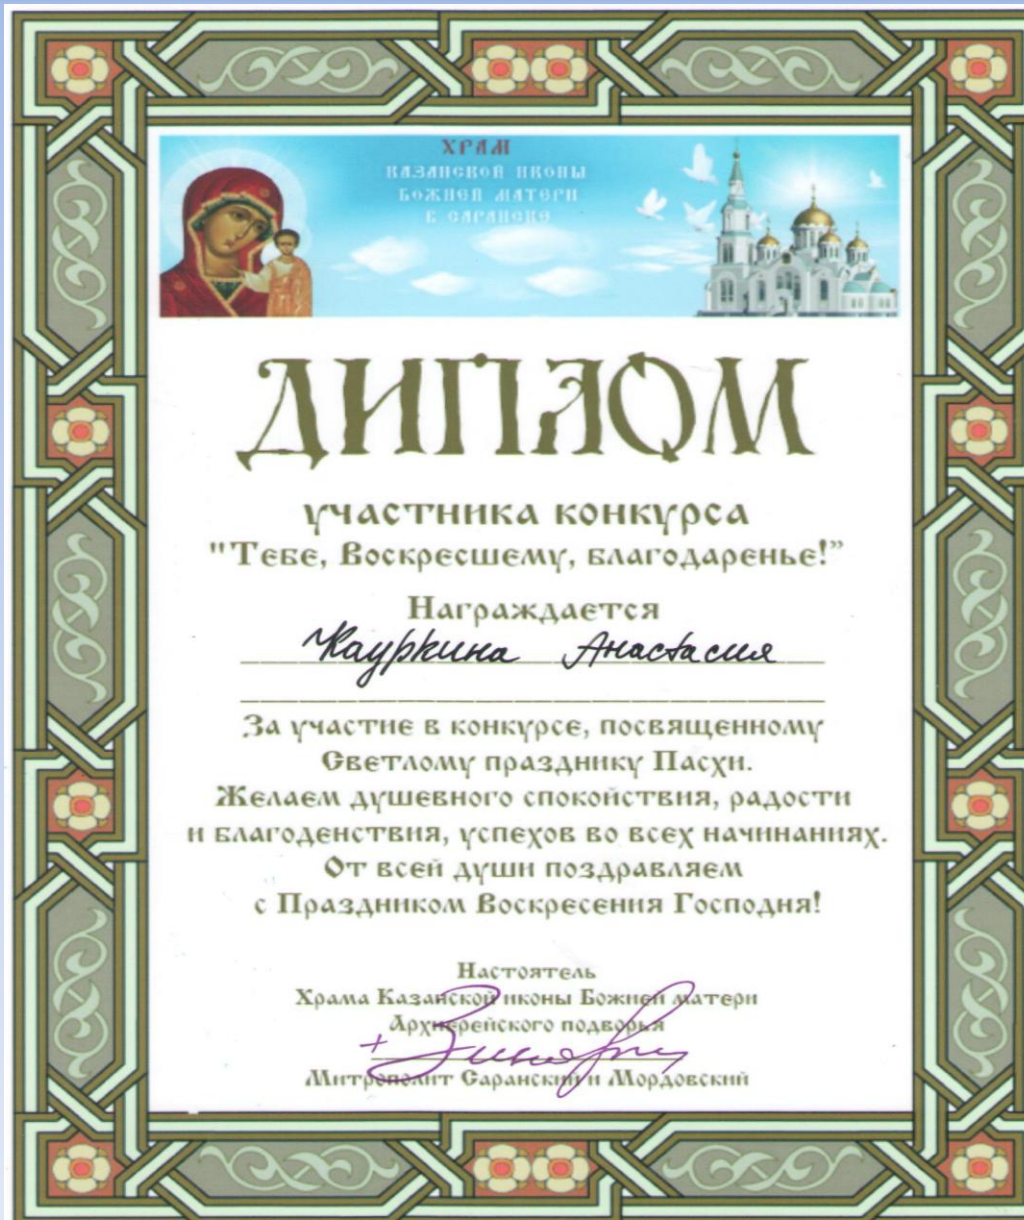 ХРАМ
КАЗАНСКОЙ ИКОНЫ
БОЖИЕЙ МАТЕРИ
В САРАНСКЕ
ДИПЛОМ
участника конкурса
"Тебе, Воскресшему, благодаренье!”
Награждается
Кауркина Анастасия
За участие в конкурсе, посвященному
Светлому празднику Пасхи.
Желаем душевного спокойствия, радости
и благоденствия, успехов во всех начинаниях.
От всей души поздравляем
с Праздником Воскресения Господня!
Настоятель
Храма Казанской иконы Божией матери
Архиерейского подворья
Митрополит Саранский и Мордовский